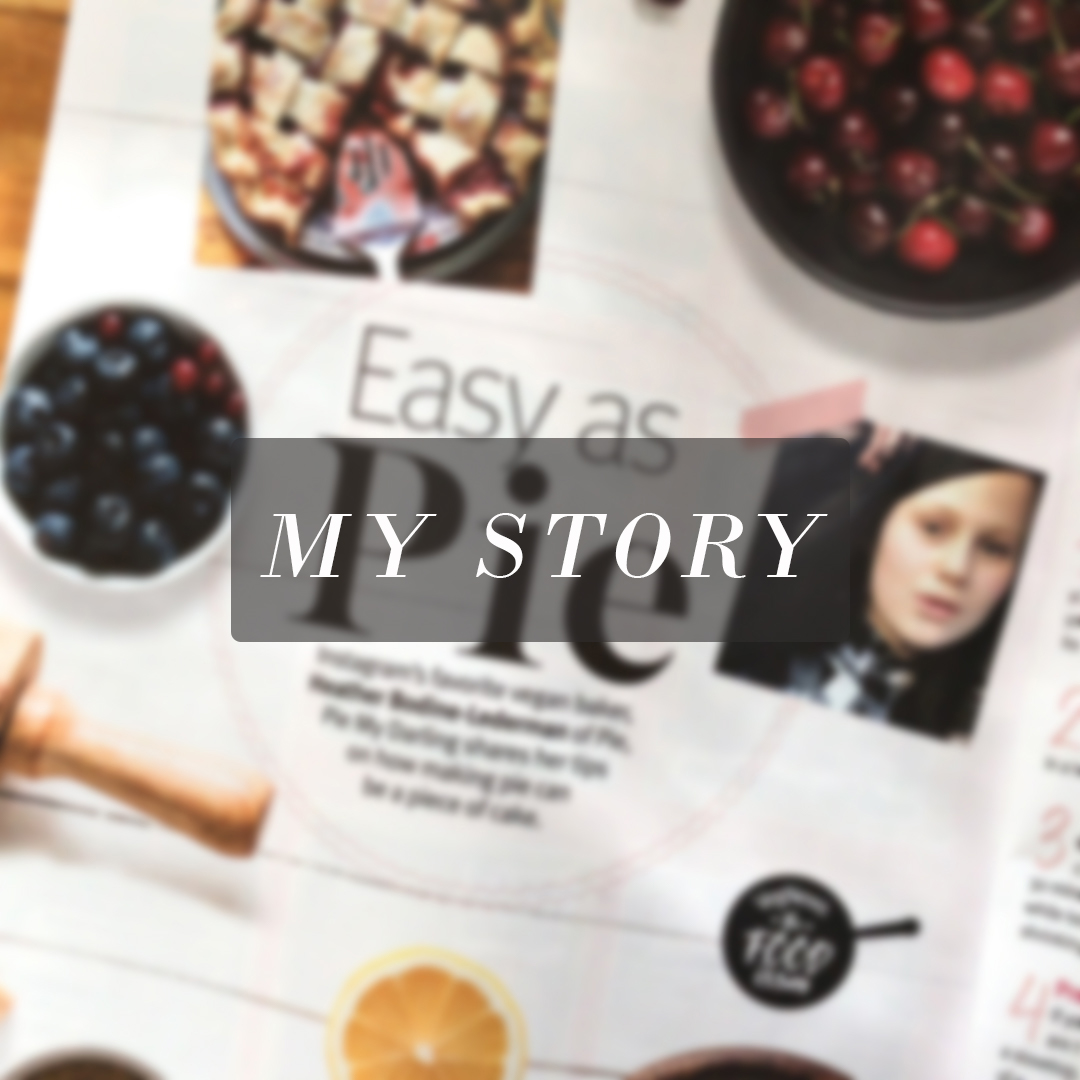 Easy as
Pie
MY STORY
Instagram's favorite vegan baker,
Heather Bodine-Lederman of Pie,
Pie My Darling shares her tips
on how making pie can
be a piece of cake.
FOOD
2
3
4